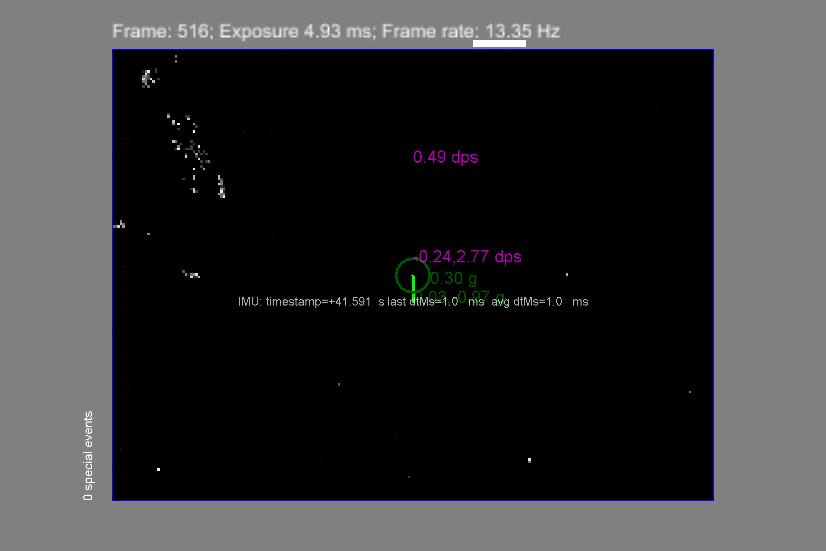 Frame: 516; Exposure 4.93 ms; Frame rate: 13.35 Hz
0.49 dps
-0.24,2.77 dps
0.30 g
IMU: timestamp=+41.591 s last dtMs=1.0 ms avg dtMs=1.0 ms
0 special events